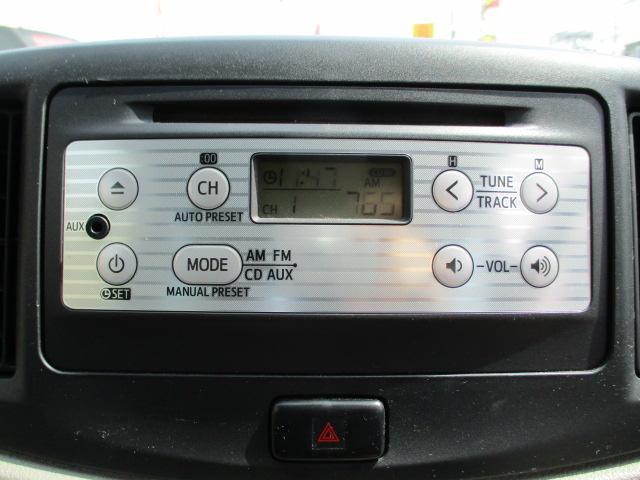 :00
H
M
CH
11:47
AM
CH 1 765
TUNE
TRACK
AUTO PRESET
AUX
MODE
AM FM
CD AUX
-VOL-
SET
MANUAL PRESET